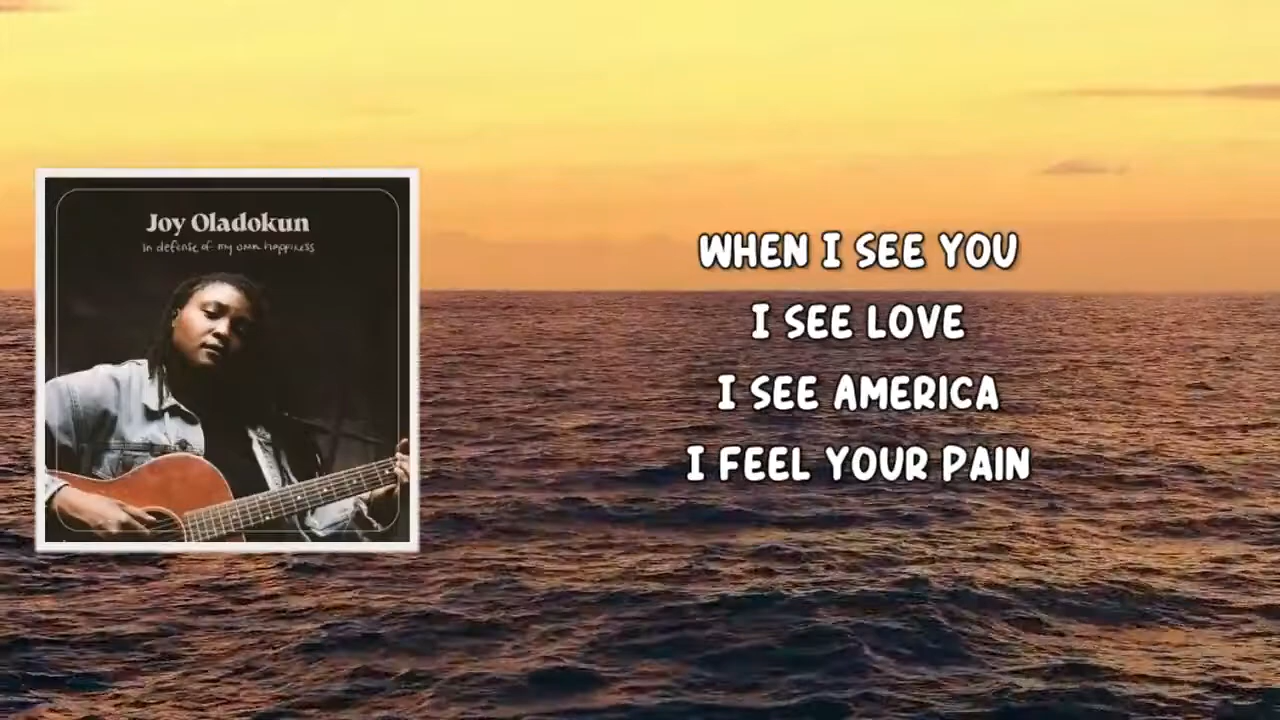 Joy Oladokun
in defense of my own happiness
WHEN I SEE YOU
I SEE LOVE
I SEE AMERICA
I FEEL YOUR PAIN